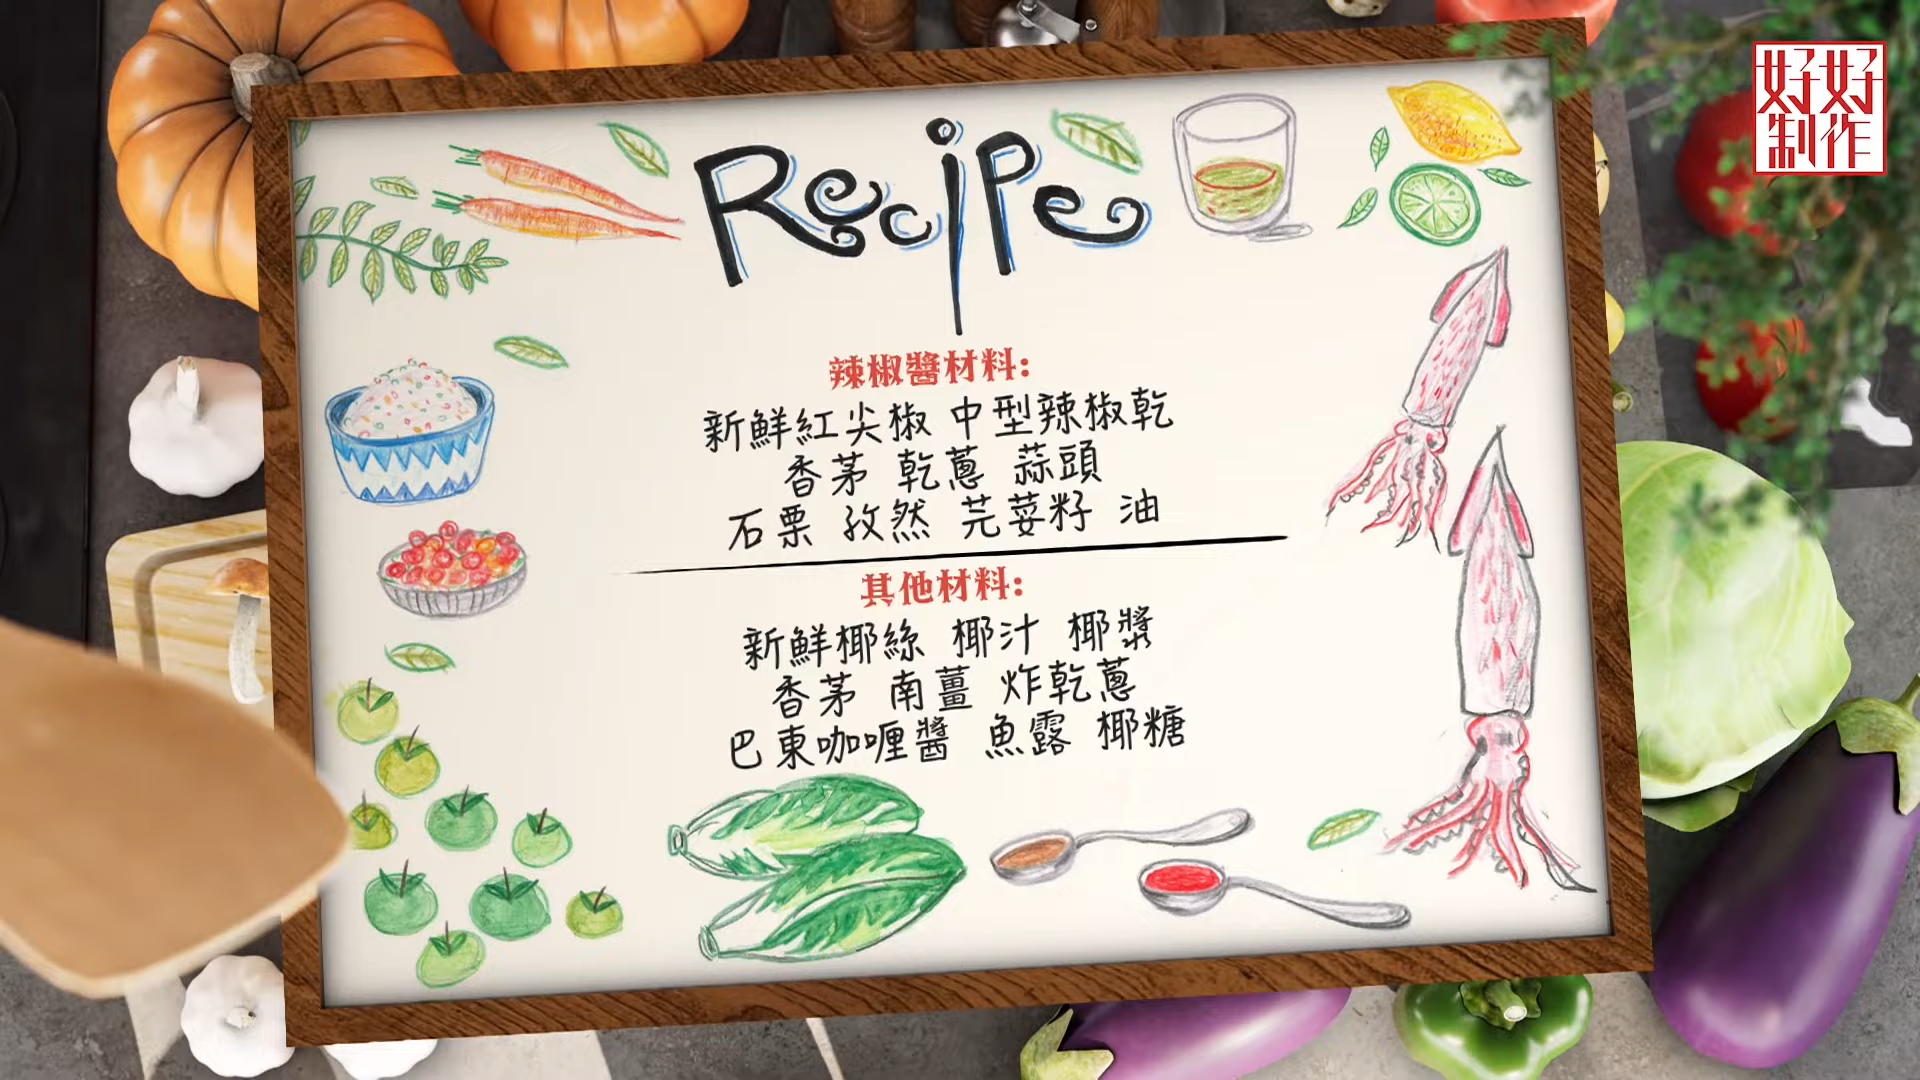 Recipe
好好
制作
辣椒醬材料:
新鮮紅尖椒 中型辣椒乾
香茅 乾蔥 蒜頭
石栗 孜然 芫荽籽 油
其他材料:
新鮮椰絲 椰汁 椰漿
香茅 南薑 炸乾蔥
巴東咖喱醬 魚露 椰糖